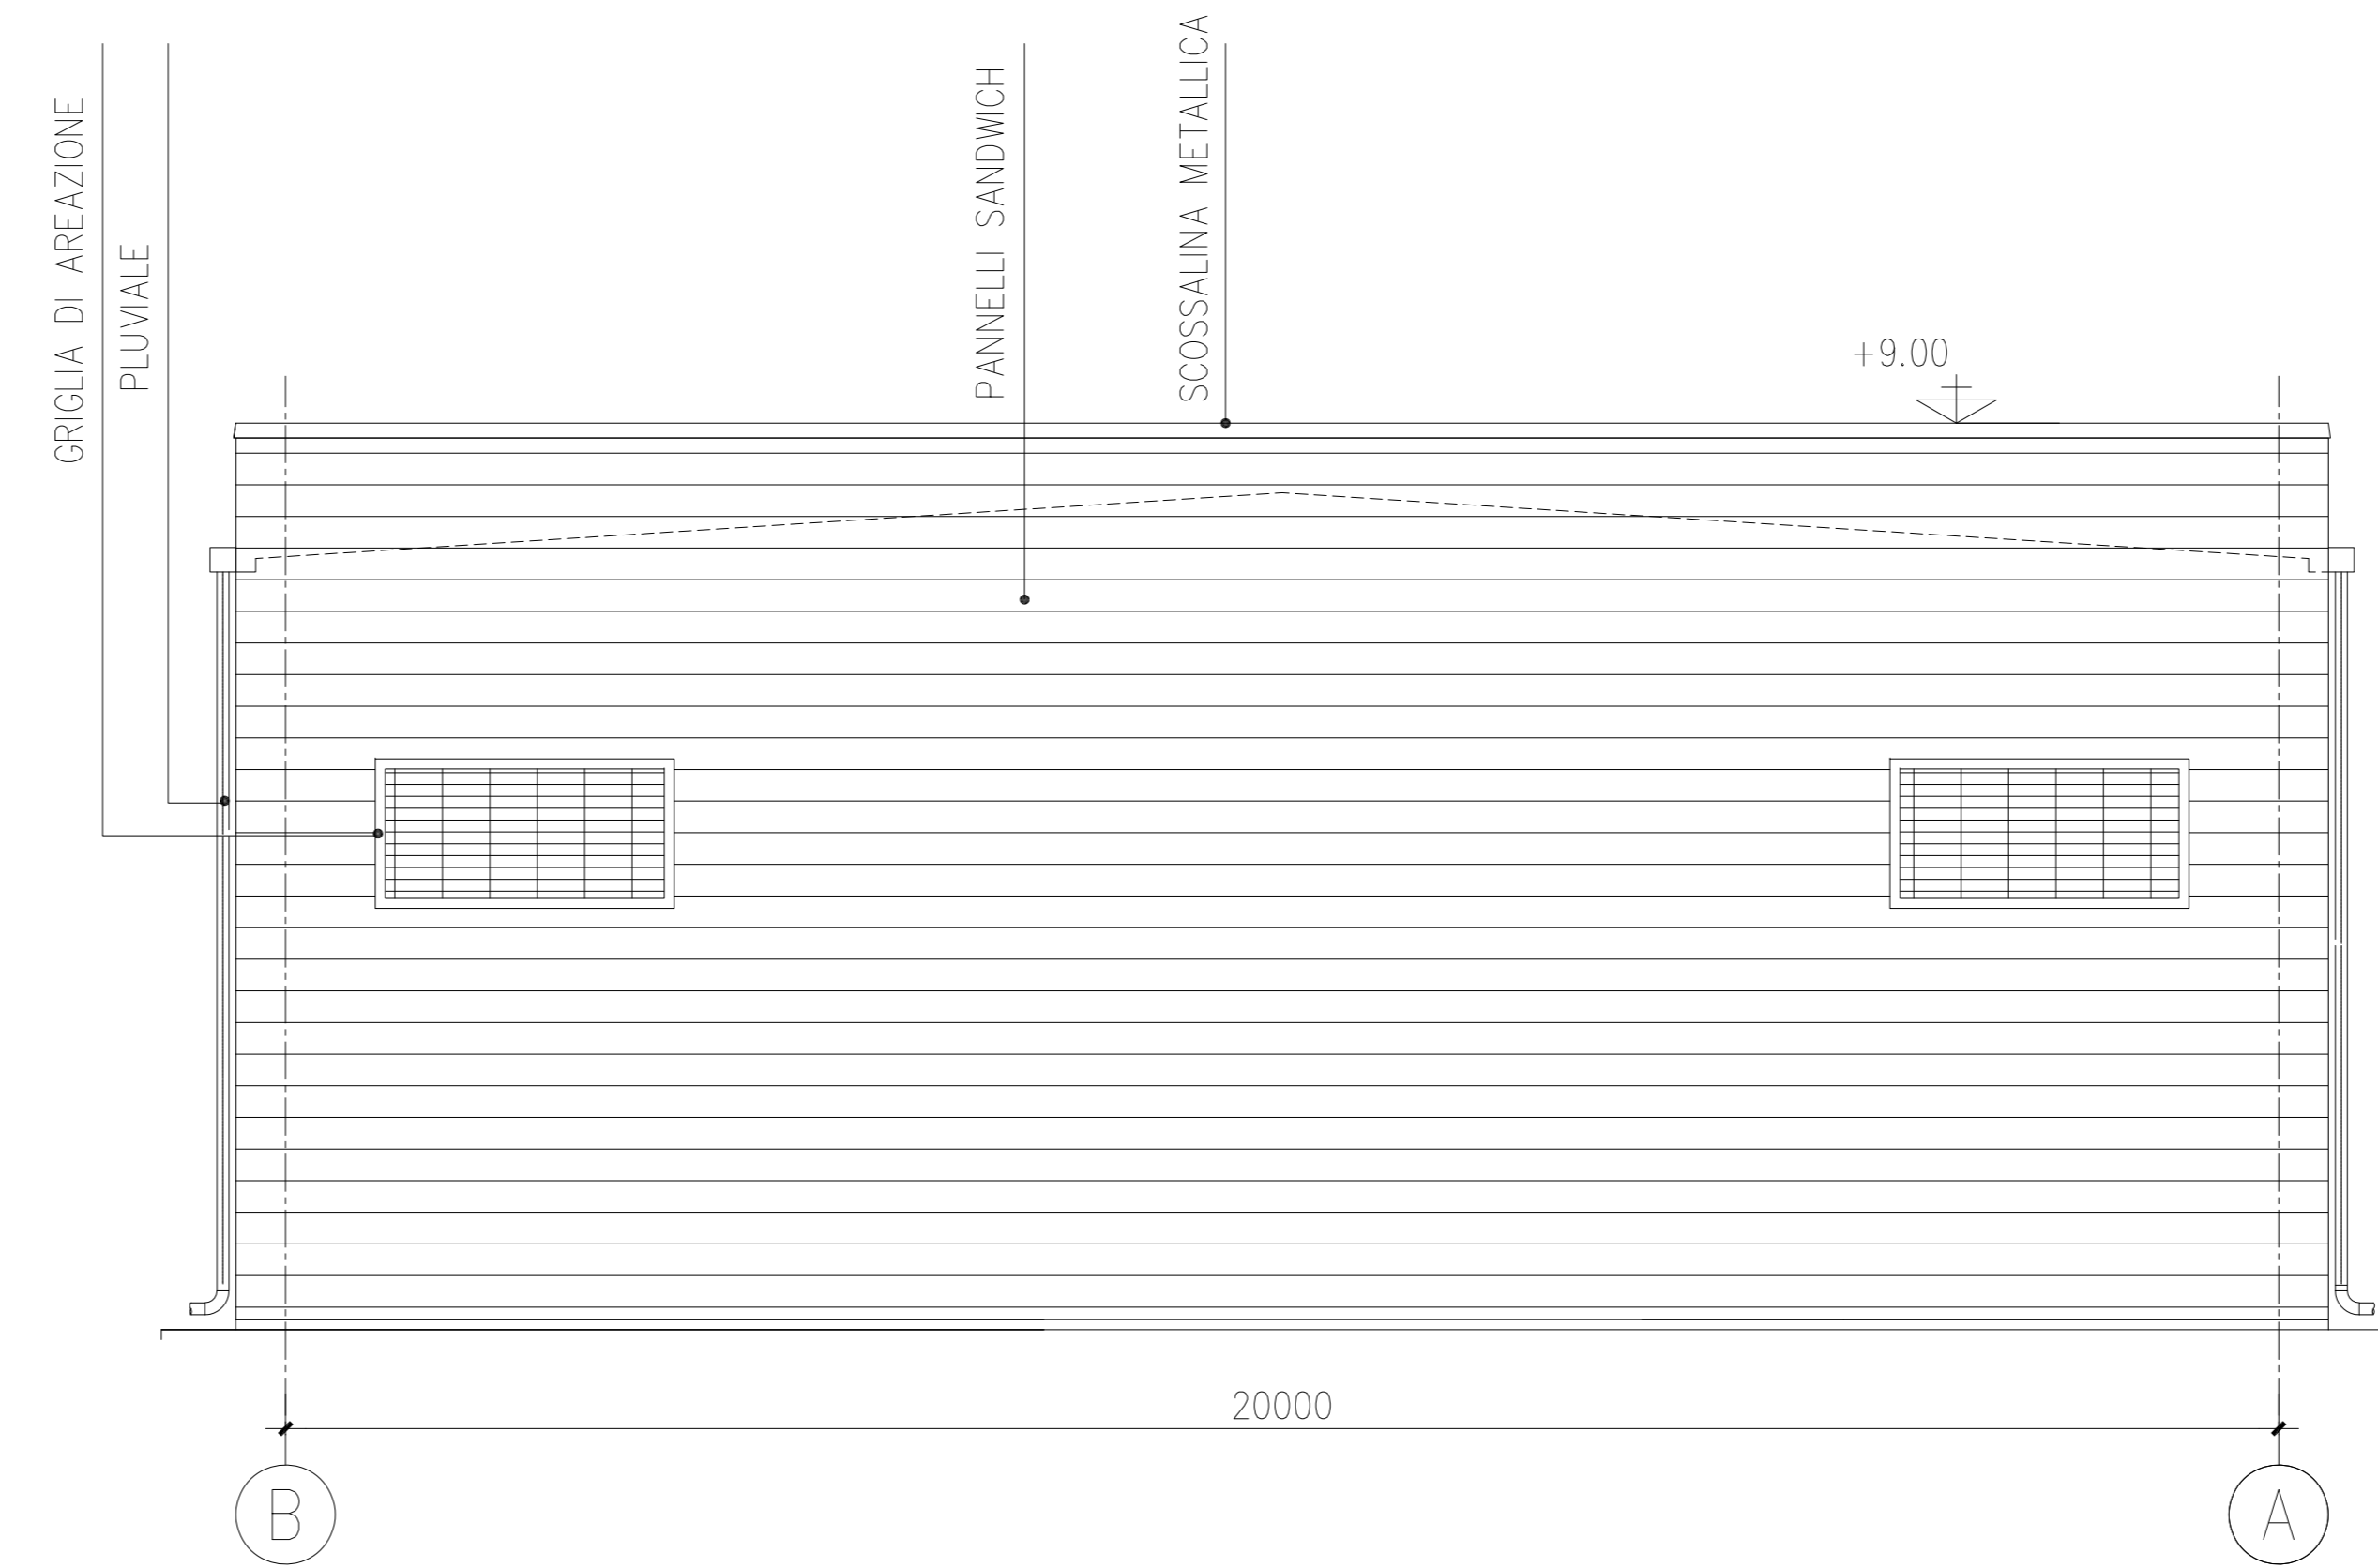 GRIGLIA DI AREAZIONE
PLUVIALE
PANNELLI SANDWICH
SCOSSALINA METALLICA
+9.00
20000
B
A